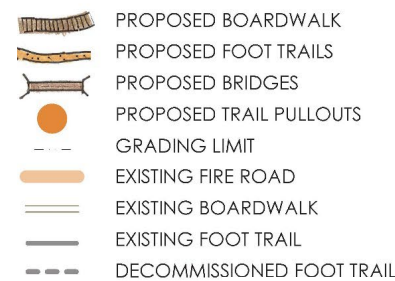 PROPOSED BOARDWALK
PROPOSED FOOT TRAILS
PROPOSED BRIDGES
PROPOSED TRAIL PULLOUTS
GRADING LIMIT
EXISTING FIRE ROAD
EXISTING BOARDWALK
EXISTING FOOT TRAIL
DECOMMISSIONED FOOT TRAIL